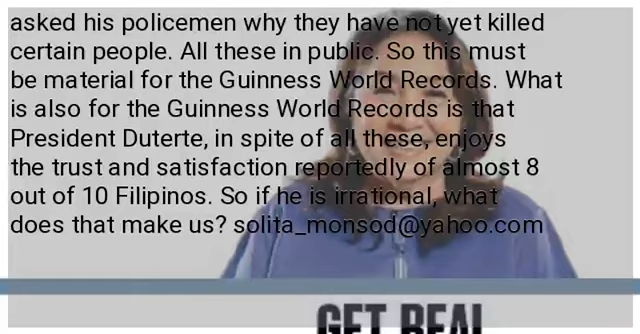 asked his policemen why they have not yet killed
certain people. All these in public. So this must
be material for the Guinness World Records. What
is also for the Guinness World Records is that
President Duterte, in spite of all these, enjoys
the trust and satisfaction reportedly of almost 8
out of 10 Filipinos. So if he is irrational, what
does that make us? solita_monsod@yahoo.com
GET REAL